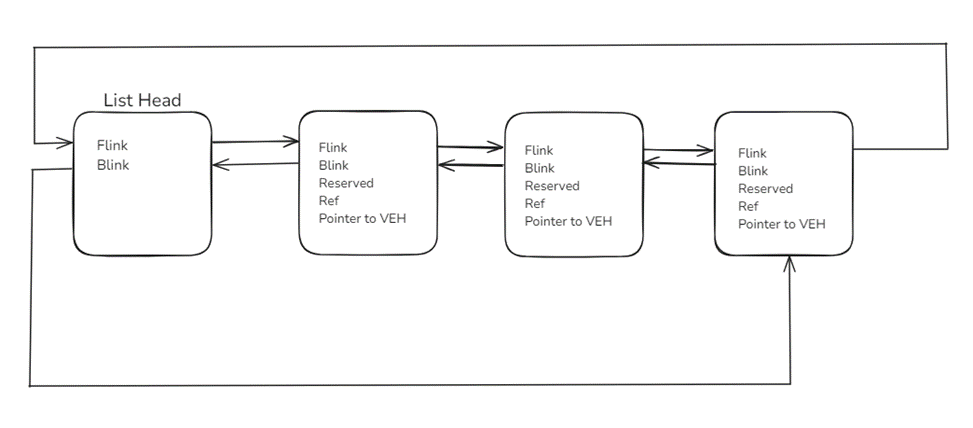 List Head
Flink
Blink
Flink
Blink
Reserved
Ref
Pointer to VEH
Flink
Blink
Reserved
Ref
Pointer to VEH
Flink
Blink
Reserved
Ref
Pointer to VEH